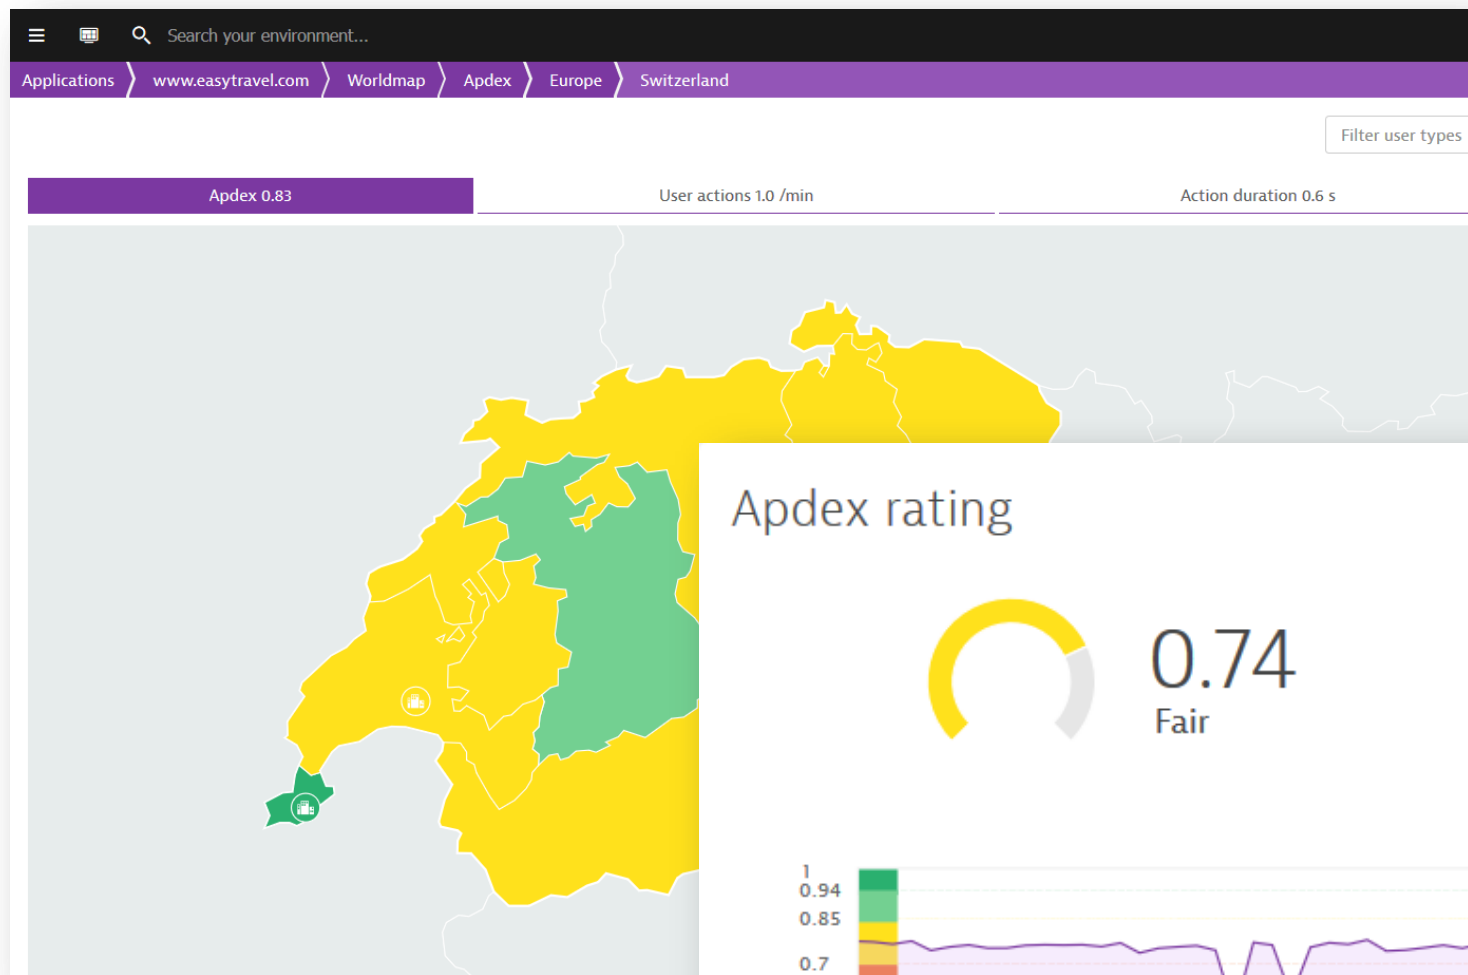 Search your environment...
Applications www.easytravel.com Worldmap Apdex Europe Switzerland
Filter user types
Apdex 0.83 User actions 1.0 /min Action duration 0.6 s
Apdex rating
0.74
Fair
1
0.94
0.85
0.7